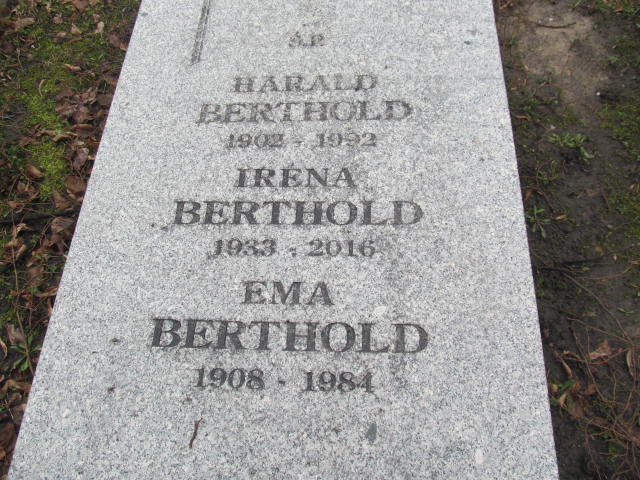 Ś.P.
HARALD
BERTHOLD
1902 - 1992
IRENA
BERTHOLD
1933 - 2016
EMA
BERTHOLD
1908 - 1984